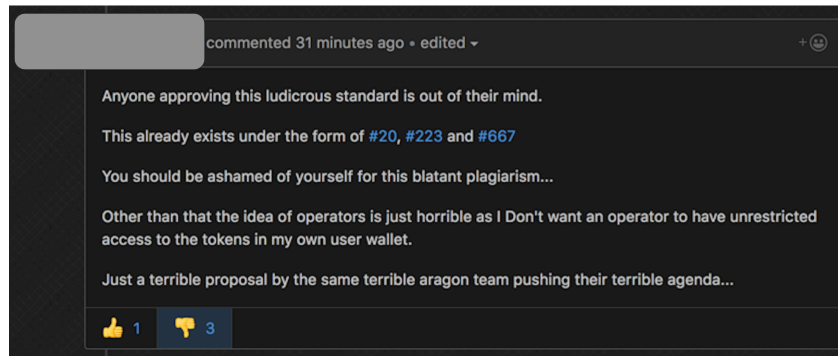 commented 31 minutes ago • edited
Anyone approving this ludicrous standard is out of their mind.
This already exists under the form of #20, #223 and #667
You should be ashamed of yourself for this blatant plagiarism...
Other than that the idea of operators is just horrible as I Don't want an operator to have unrestricted
access to the tokens in my own user wallet.
Just a terrible proposal by the same terrible aragon team pushing their terrible agenda...
👍 1 👎 3